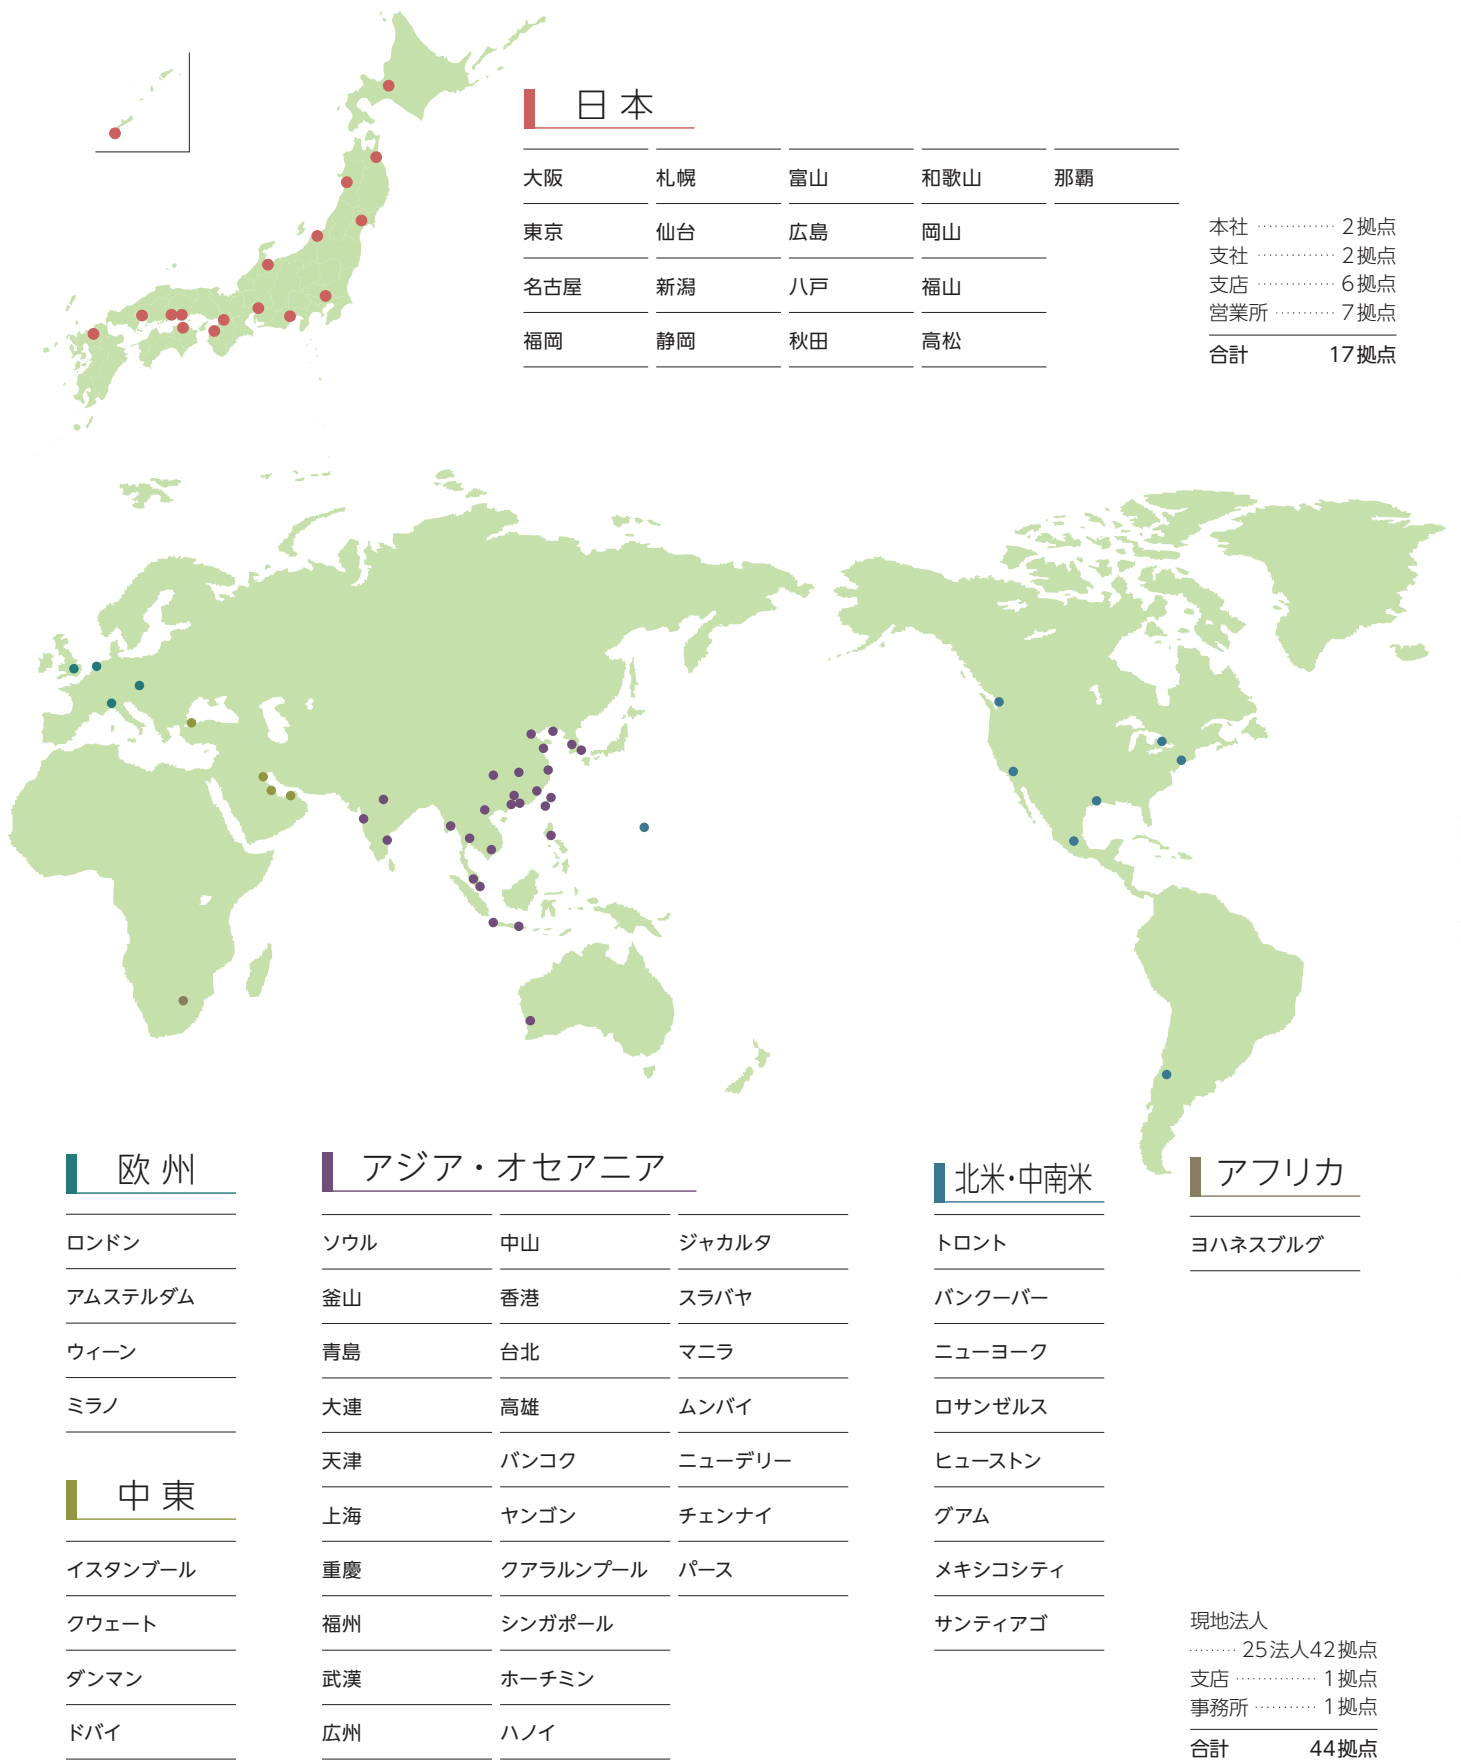 日本
大阪 札幌 富山 和歌山 那覇
東京 仙台 広島 岡山
名古屋 新潟 八戸 福山
福岡 静岡 秋田 高松
本社 ·············· 2拠点
支社 ·············· 2拠点
支店 ·············· 6拠点
営業所 ··········· 7拠点
合計 17拠点
欧州
ロンドン
アムステルダム
ウィーン
ミラノ
中東
イスタンブール
クウェート
ダンマン
ドバイ
アジア・オセアニア
ソウル 中山 ジャカルタ
釜山 香港 スラバヤ
青島 台北 マニラ
大連 高雄 ムンバイ
天津 バンコク ニューデリー
上海 ヤンゴン チェンナイ
重慶 クアラルンプール パース
福州 シンガポール
武漢 ホーチミン
広州 ハノイ
北米・中南米
トロント
バンクーバー
ニューヨーク
ロサンゼルス
ヒューストン
グアム
メキシコシティ
サンティアゴ
アフリカ
ヨハネスブルグ
現地法人
········· 25法人42拠点
支店 ··············· 1拠点
事務所 ············ 1拠点
合計 44拠点